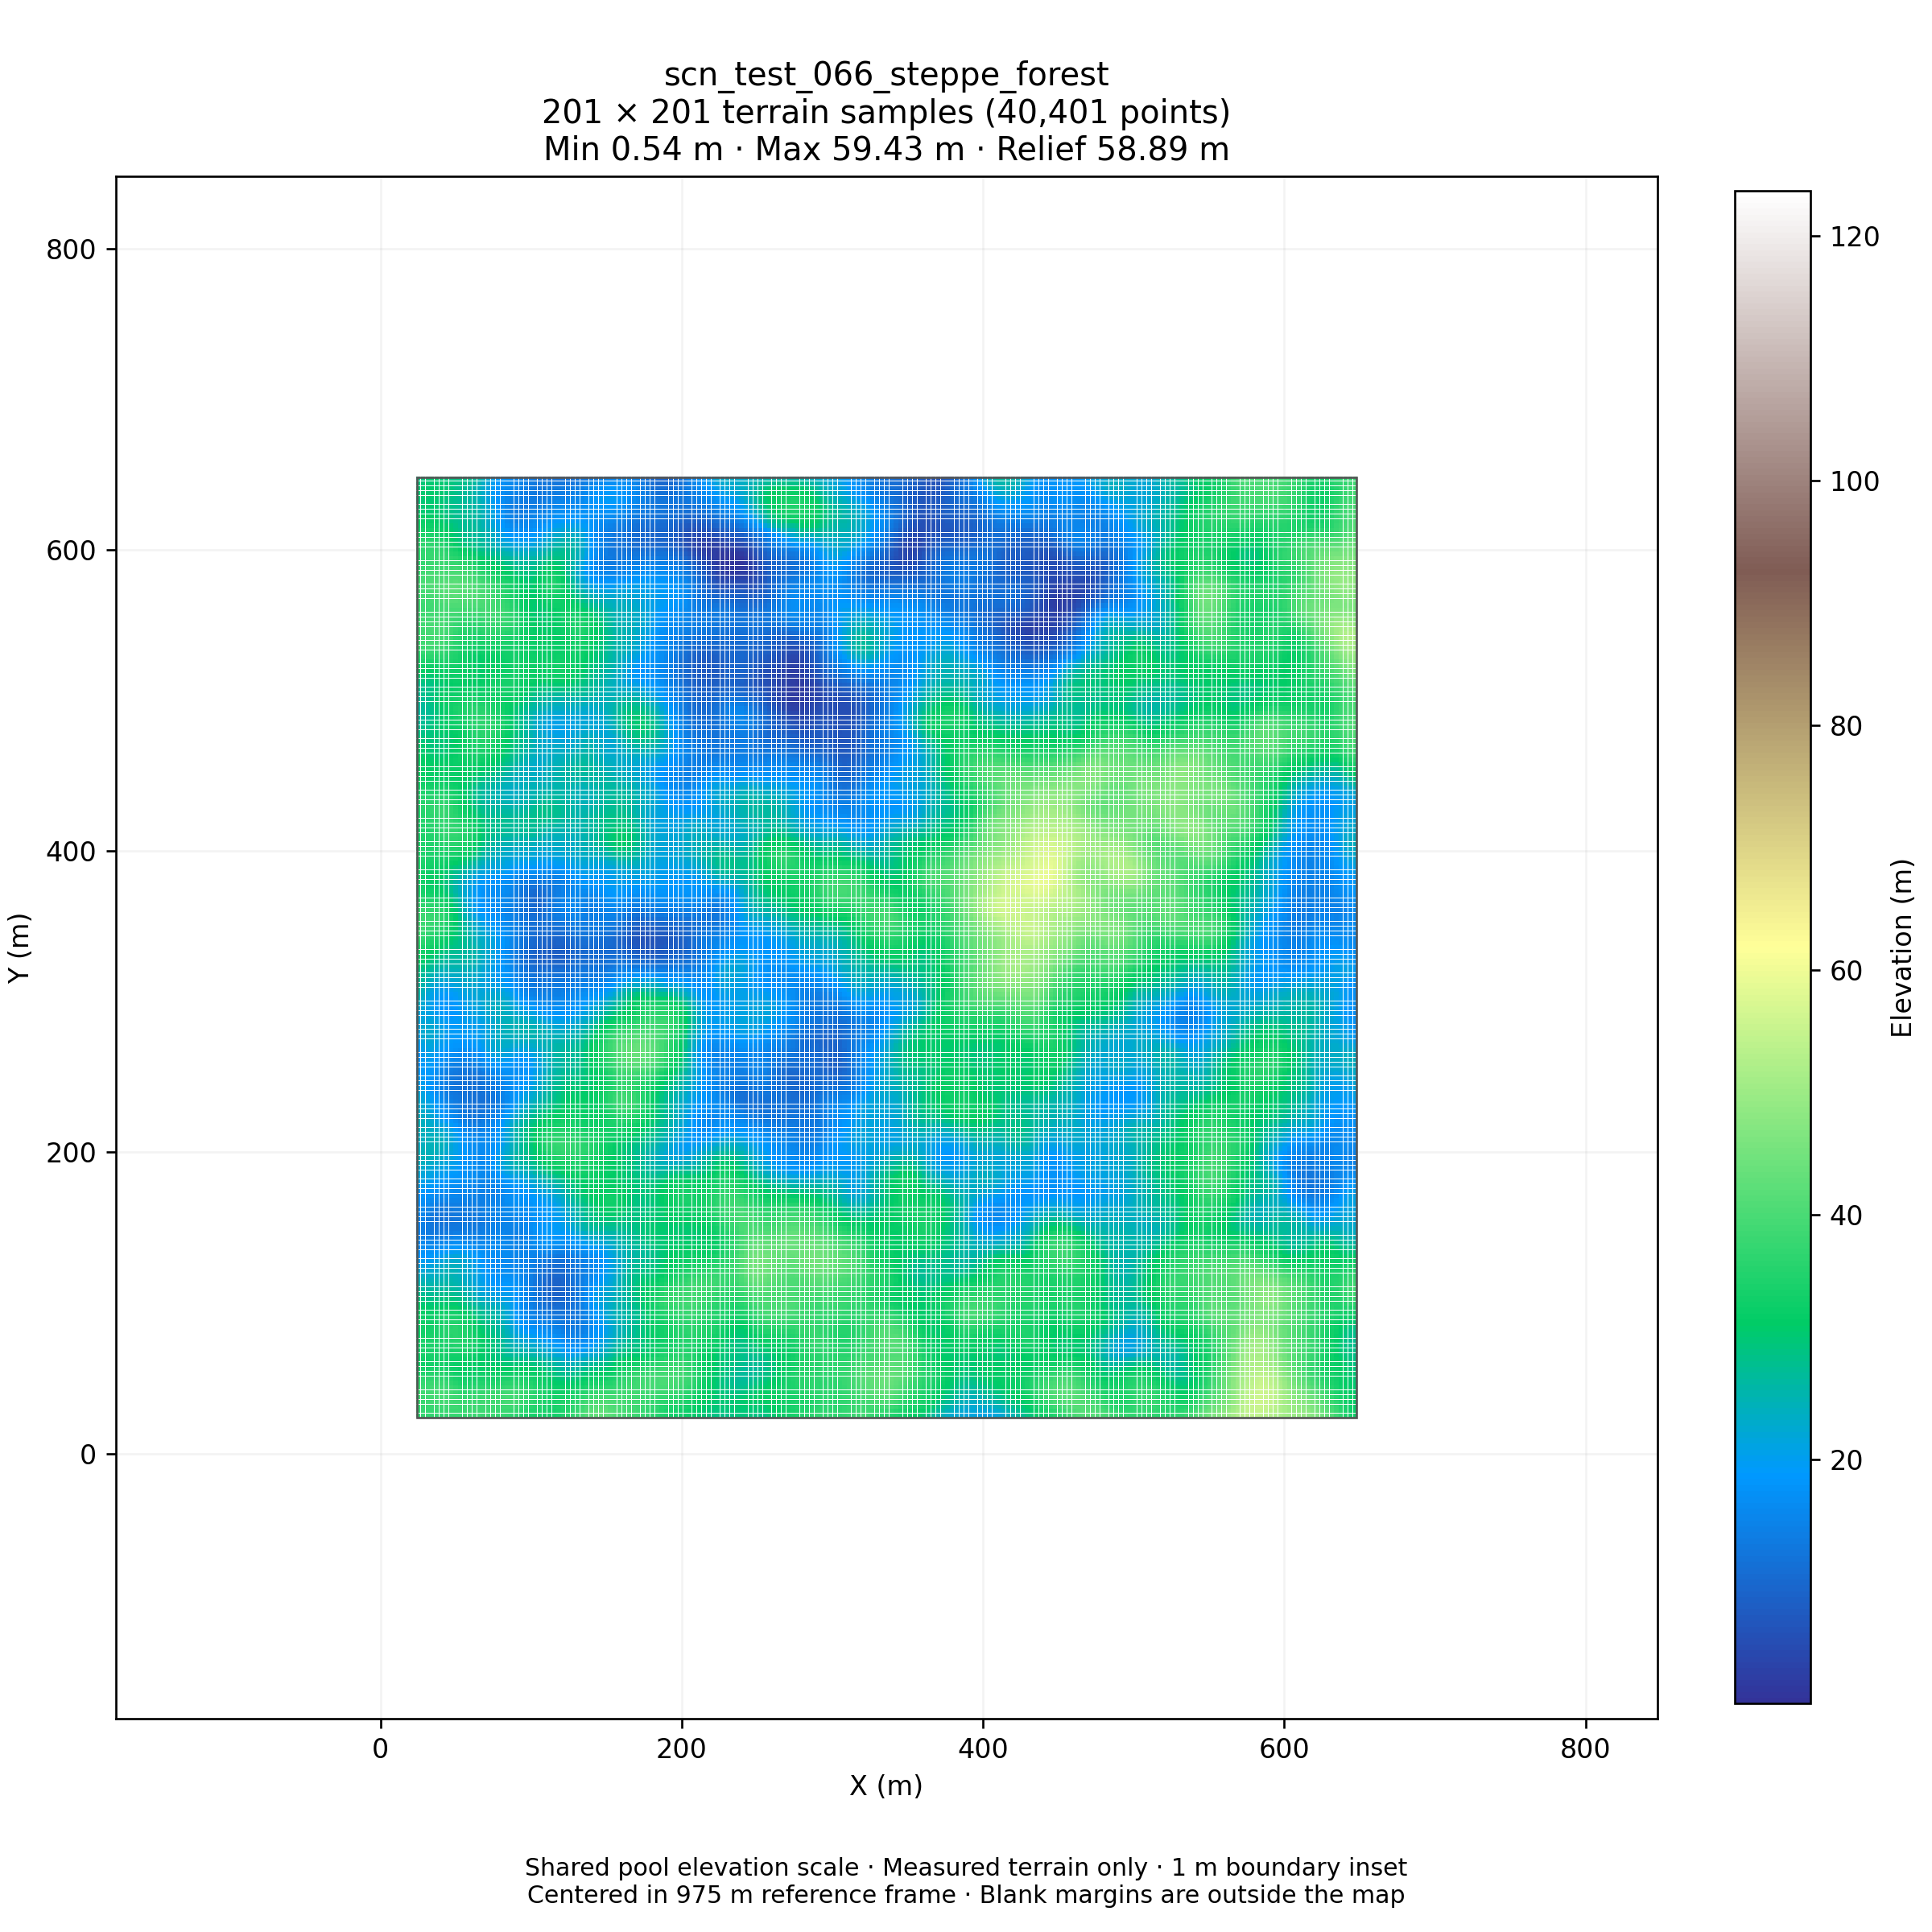 scn_test_066_steppe_forest
201 × 201 terrain samples (40,401 points)
Min 0.54 m · Max 59.43 m · Relief 58.89 m
800
600
400
200
0
Y (m)
0
200
400
600
800
X (m)
120
100
80
60
40
20
Elevation (m)
Shared pool elevation scale · Measured terrain only · 1 m boundary inset
Centered in 975 m reference frame · Blank margins are outside the map